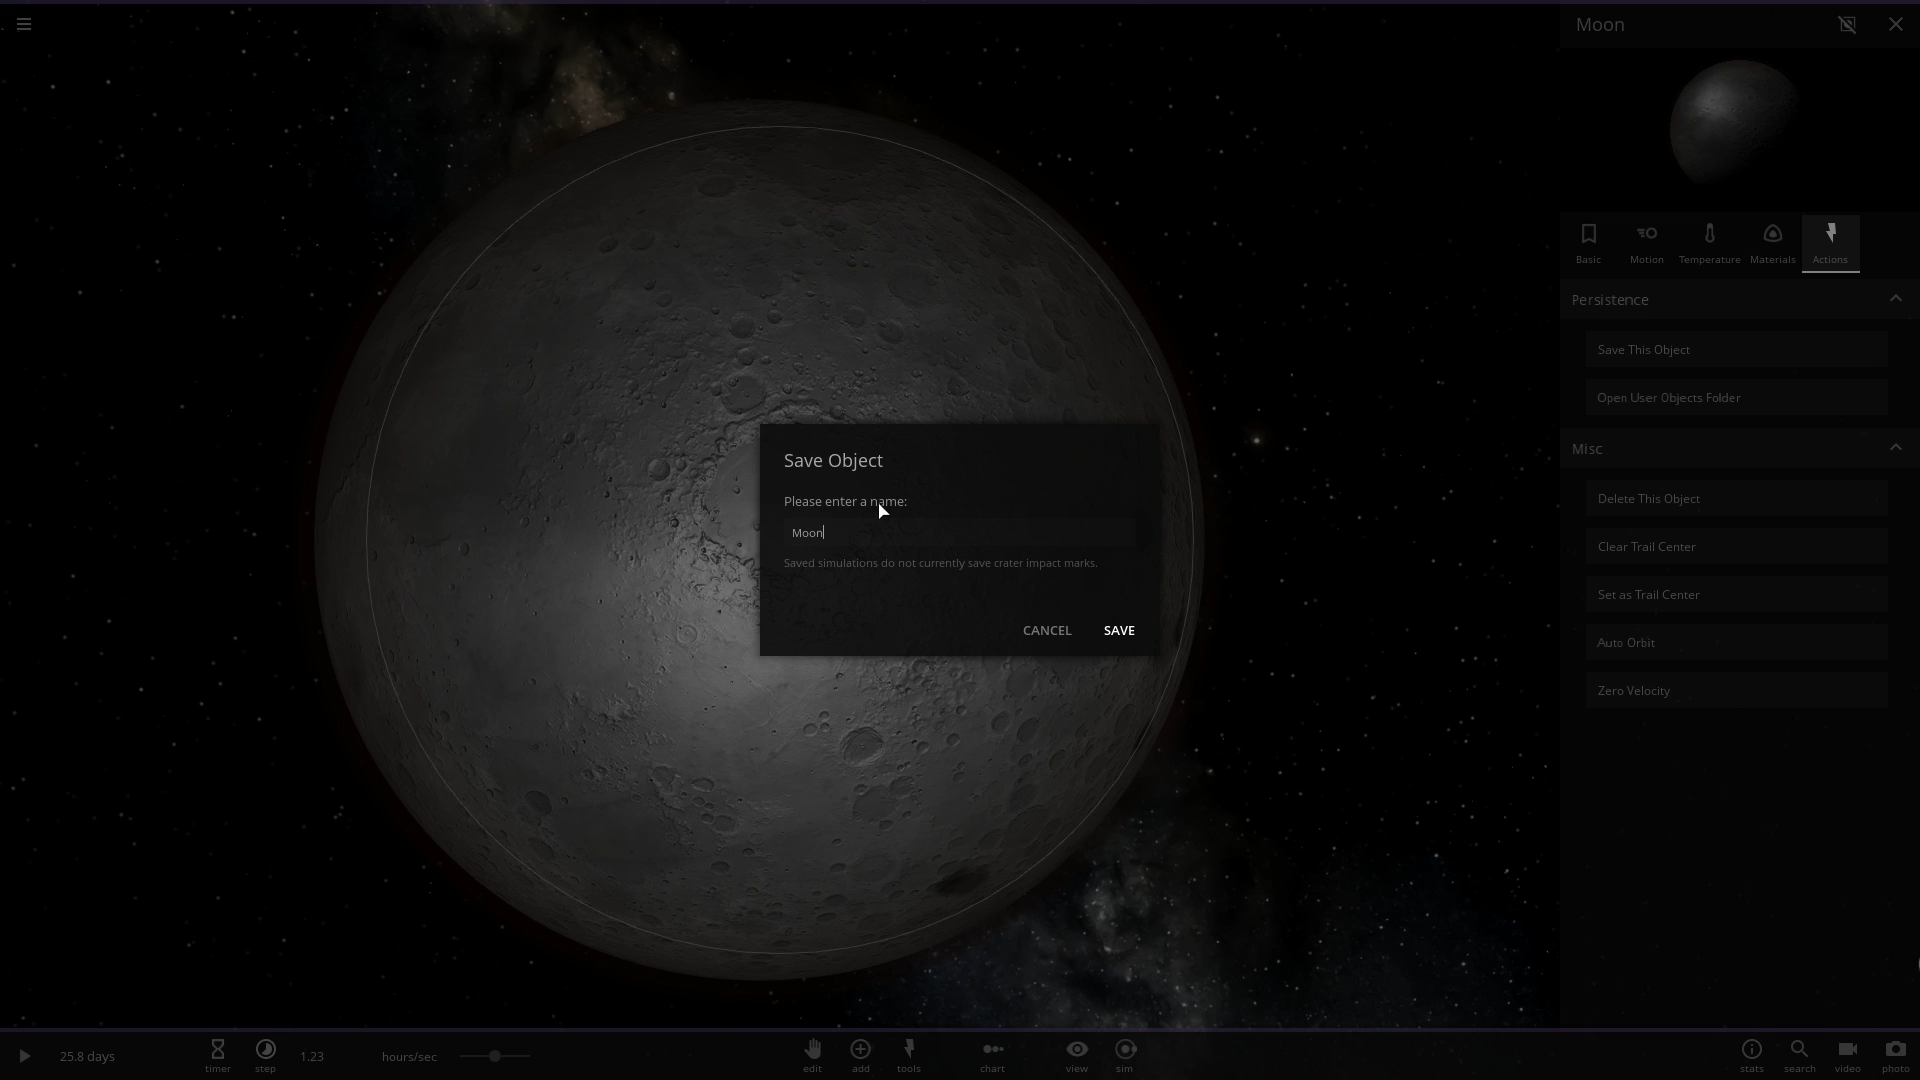 Moon
Basic
Motion
Temperature
Materials
Actions
Persistence
Save This Object
Open User Objects Folder
Misc
Delete This Object
Clear Trail Center
Set as Trail Center
Auto Orbit
Zero Velocity
Save Object
Please enter a name:
Moon
Saved simulations do not currently save crater impact marks.
CANCEL
SAVE
25.8 days
timer
step
1.23
hours/sec
edit
add
tools
chart
view
sim
stats
search
video
photo